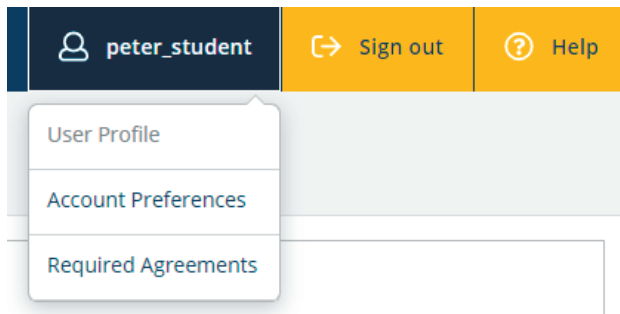 peter_student
Sign out
Help
User Profile
Account Preferences
Required Agreements